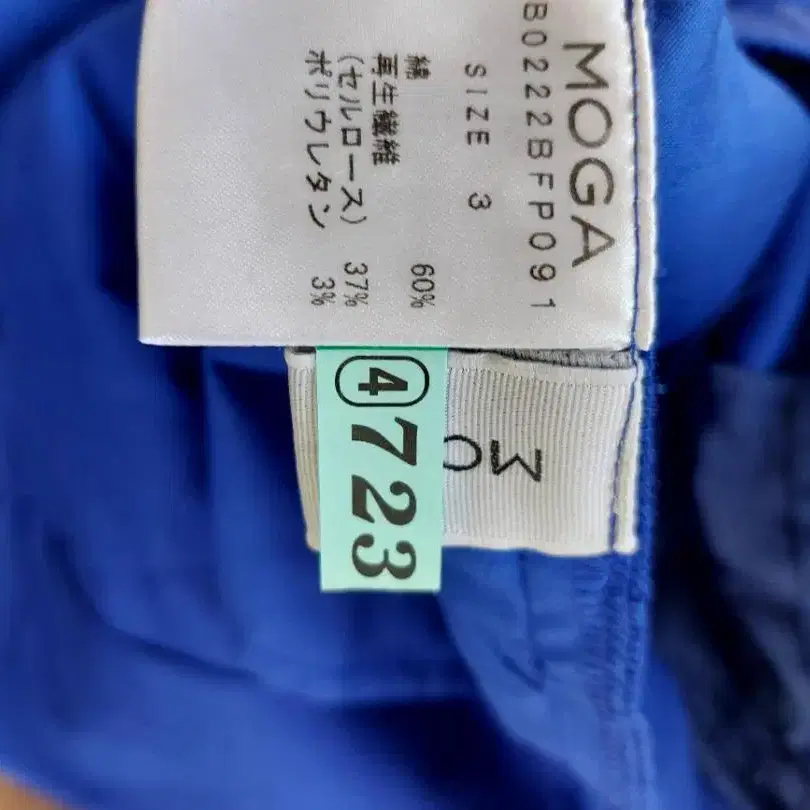 MOGA
B0222BFP091
SIZE 3
綿 60%
再生繊維
(セルロース) 37%
ポリウレタン 3%
MO
④723